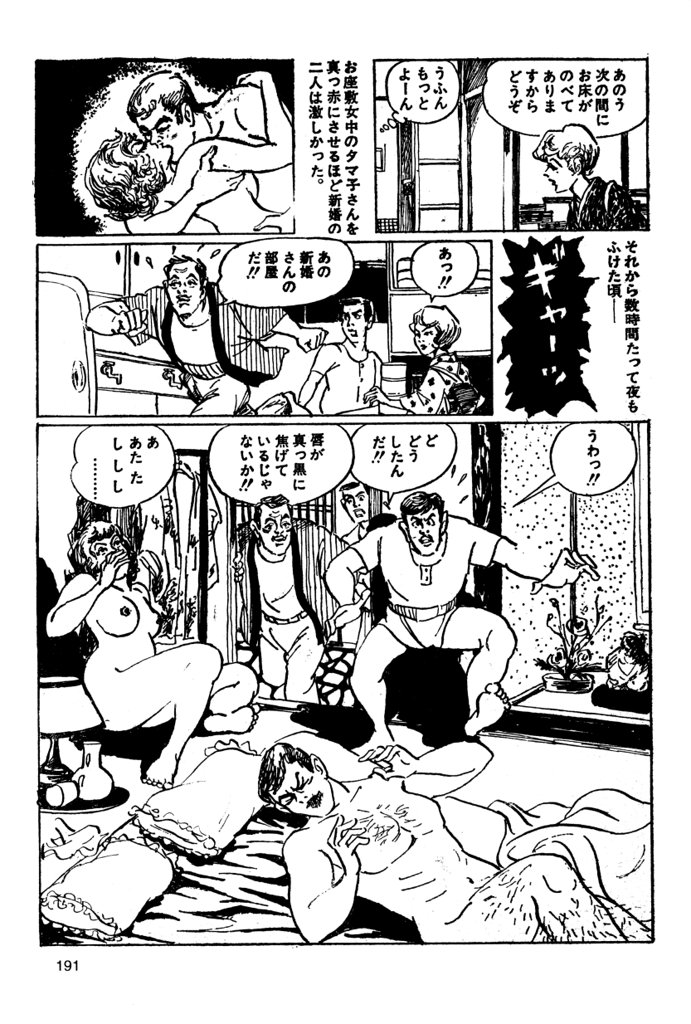 あのう
次の間に
お床が
のべて
ありま
すから
どうぞ
うふん
もっと
よーん
お座敷女中のタマ子さんを
真っ赤にさせるほど新婚の
二人は激しかった。
それから数時間たって夜も
ふけた頃——
ギャーッ
あっ!!
あの
新婚
さんの
部屋
だ!!
うわっ!!
ど
どう
したん
だ!!
唇が
真っ黒に
焦げて
いるじゃ
ないか!!
あ
あたた
ししし
………
191